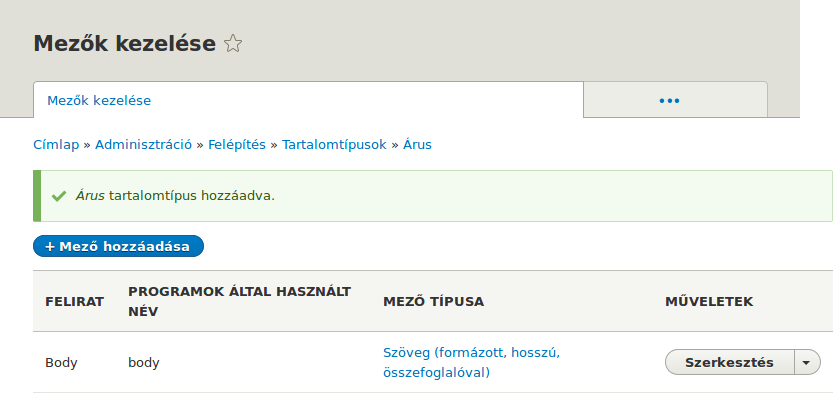 Mezők kezelése
Mezők kezelése
Címlap » Adminisztráció » Felépítés » Tartalomtípusok » Árus
Árus tartalomtípus hozzáadva.
+ Mező hozzáadása
FELIRAT PROGRAMOK ÁLTAL HASZNÁLT NÉV MEZŐ TÍPUSA MŰVELETEK
Body body Szöveg (formázott, hosszú, összefoglalóval) Szerkesztés